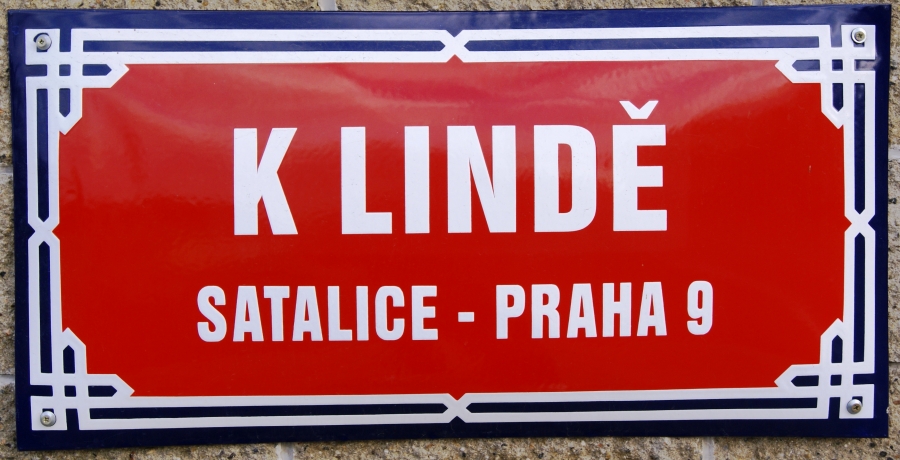 K LINDĚ
SATALICE - PRAHA 9